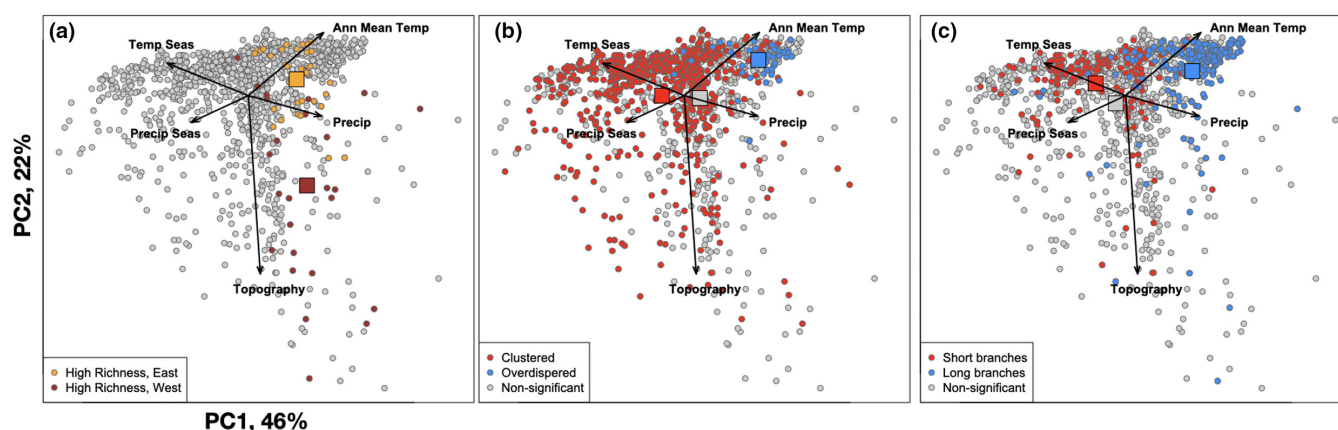 (a)
Ann Mean Temp
Temp Seas
Precip
Precip Seas
Topography
High Richness, East
High Richness, West
(b)
Ann Mean Temp
Temp Seas
Precip
Precip Seas
Topography
Clustered
Overdispersed
Non-significant
(c)
Ann Mean Temp
Temp Seas
Precip
Precip Seas
Topography
Short branches
Long branches
Non-significant
PC2, 22%
PC1, 46%